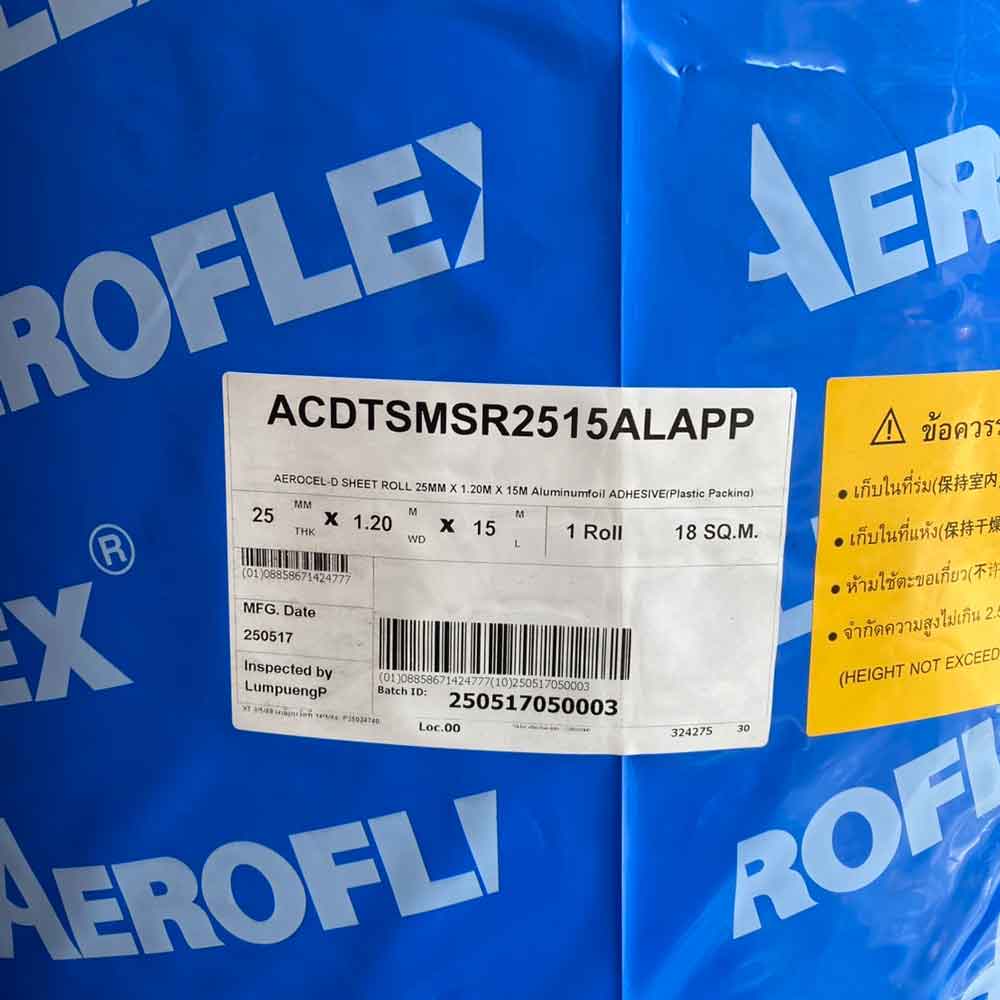 AEROFLEX
AER
ACDTSMSR2515ALAPP
AEROCEL-D SHEET ROLL 25MM X 1.20M X 15M Aluminumfoil ADHESIVE(Plastic Packing)
25 MM THK X 1.20 M WD X 15 M L 1 Roll 18 SQ.M.
(01)08858671424777
MFG. Date
250517
Inspected by
LumpuengP
(01)08858671424777(10)250517050003
Batch ID: 250517050003
Loc.00
324275 30
ข้อควร
• เก็บในที่ร่ม(保持室内
• เก็บในที่แห้ง(保持干燥
• ห้ามใช้ตะขอเกี่ยว(不许
• จำกัดความสูงไม่เกิน 2.
(HEIGHT NOT EXCEED
EX®
AEROFL
ROFL